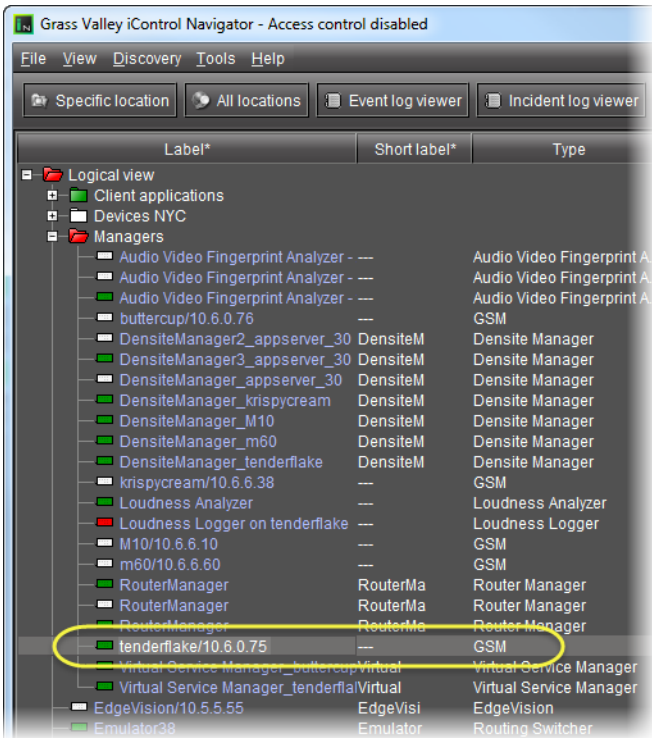 Grass Valley iControl Navigator - Access control disabled
File View Discovery Tools Help
Specific location All locations Event log viewer Incident log viewer
Label* Short label* Type
Logical view
Client applications
Devices NYC
Managers
Audio Video Fingerprint Analyzer - --- Audio Video Fingerprint A
Audio Video Fingerprint Analyzer - --- Audio Video Fingerprint A
Audio Video Fingerprint Analyzer - --- Audio Video Fingerprint A
buttercup/10.6.0.76 --- GSM
DensiteManager2_appserver_30 DensiteM Densite Manager
DensiteManager3_appserver_30 DensiteM Densite Manager
DensiteManager_appserver_30 DensiteM Densite Manager
DensiteManager_krispycream DensiteM Densite Manager
DensiteManager_M10 DensiteM Densite Manager
DensiteManager_m60 DensiteM Densite Manager
DensiteManager_tenderflake DensiteM Densite Manager
krispycream/10.6.6.38 --- GSM
Loudness Analyzer --- Loudness Analyzer
Loudness Logger on tenderflake --- Loudness Logger
M10/10.6.6.10 --- GSM
m60/10.6.6.60 --- GSM
RouterManager RouterMa Router Manager
RouterManager RouterMa Router Manager
RouterManager RouterMa Router Manager
tenderflake/10.6.0.75 --- GSM
Virtual Service Manager_buttercup Virtual Virtual Service Manager
Virtual Service Manager_tenderfla Virtual Virtual Service Manager
EdgeVision/10.5.5.55 EdgeVisi EdgeVision
Emulator38 Emulator Routing Switcher